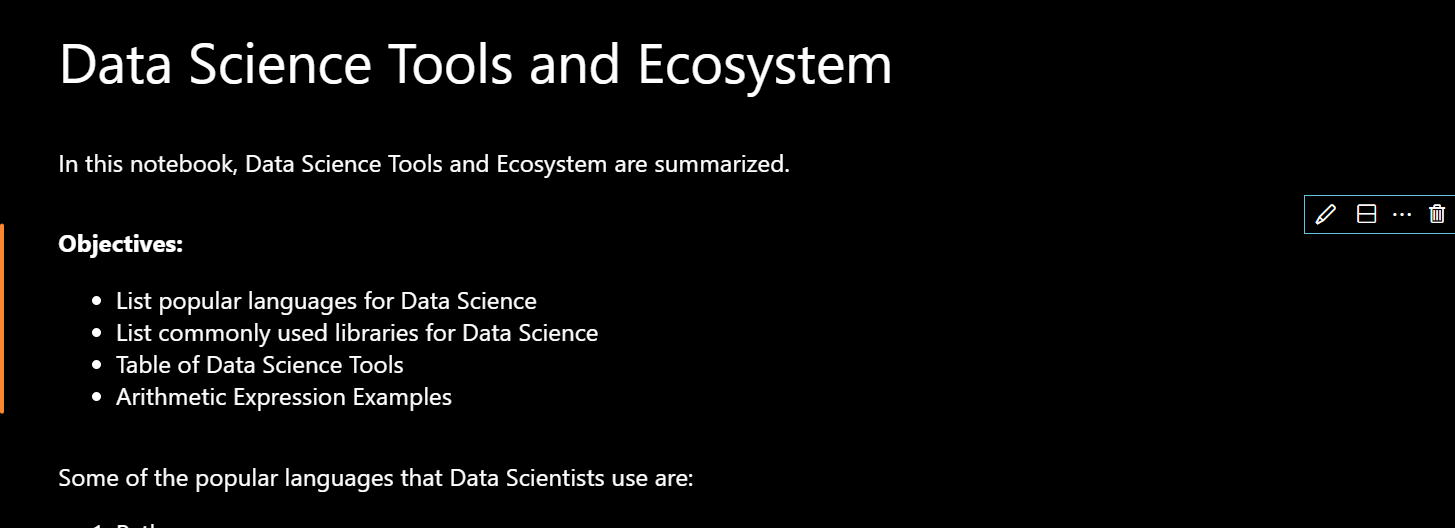 Data Science Tools and Ecosystem
In this notebook, Data Science Tools and Ecosystem are summarized.
Objectives:
• List popular languages for Data Science
• List commonly used libraries for Data Science
• Table of Data Science Tools
• Arithmetic Expression Examples
Some of the popular languages that Data Scientists use are: